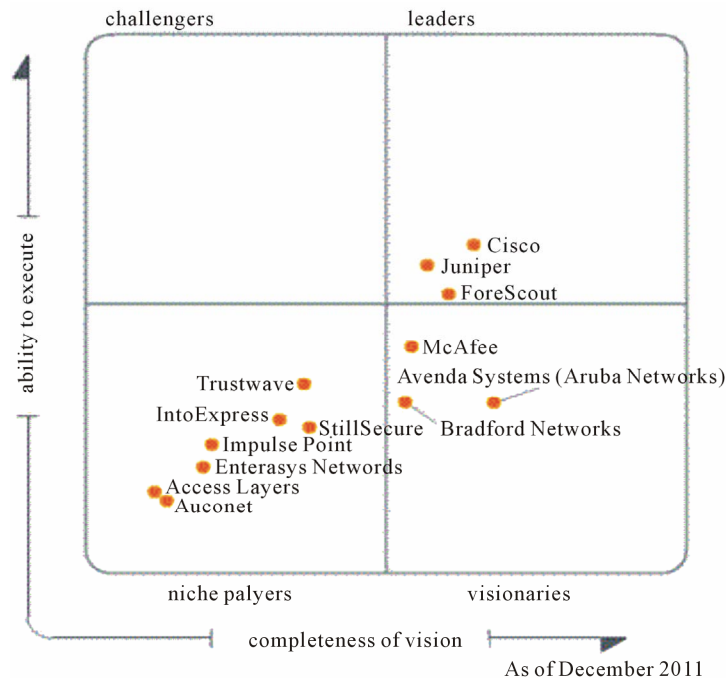 challengers
leaders
ability to execute
Cisco
Juniper
ForeScout
McAfee
Avenda Systems (Aruba Networks)
Trustwave
IntoExpress
StillSecure
Bradford Networks
Impulse Point
Enterasys Networds
Access Layers
Auconet
niche palyers
visionaries
completeness of vision
As of December 2011